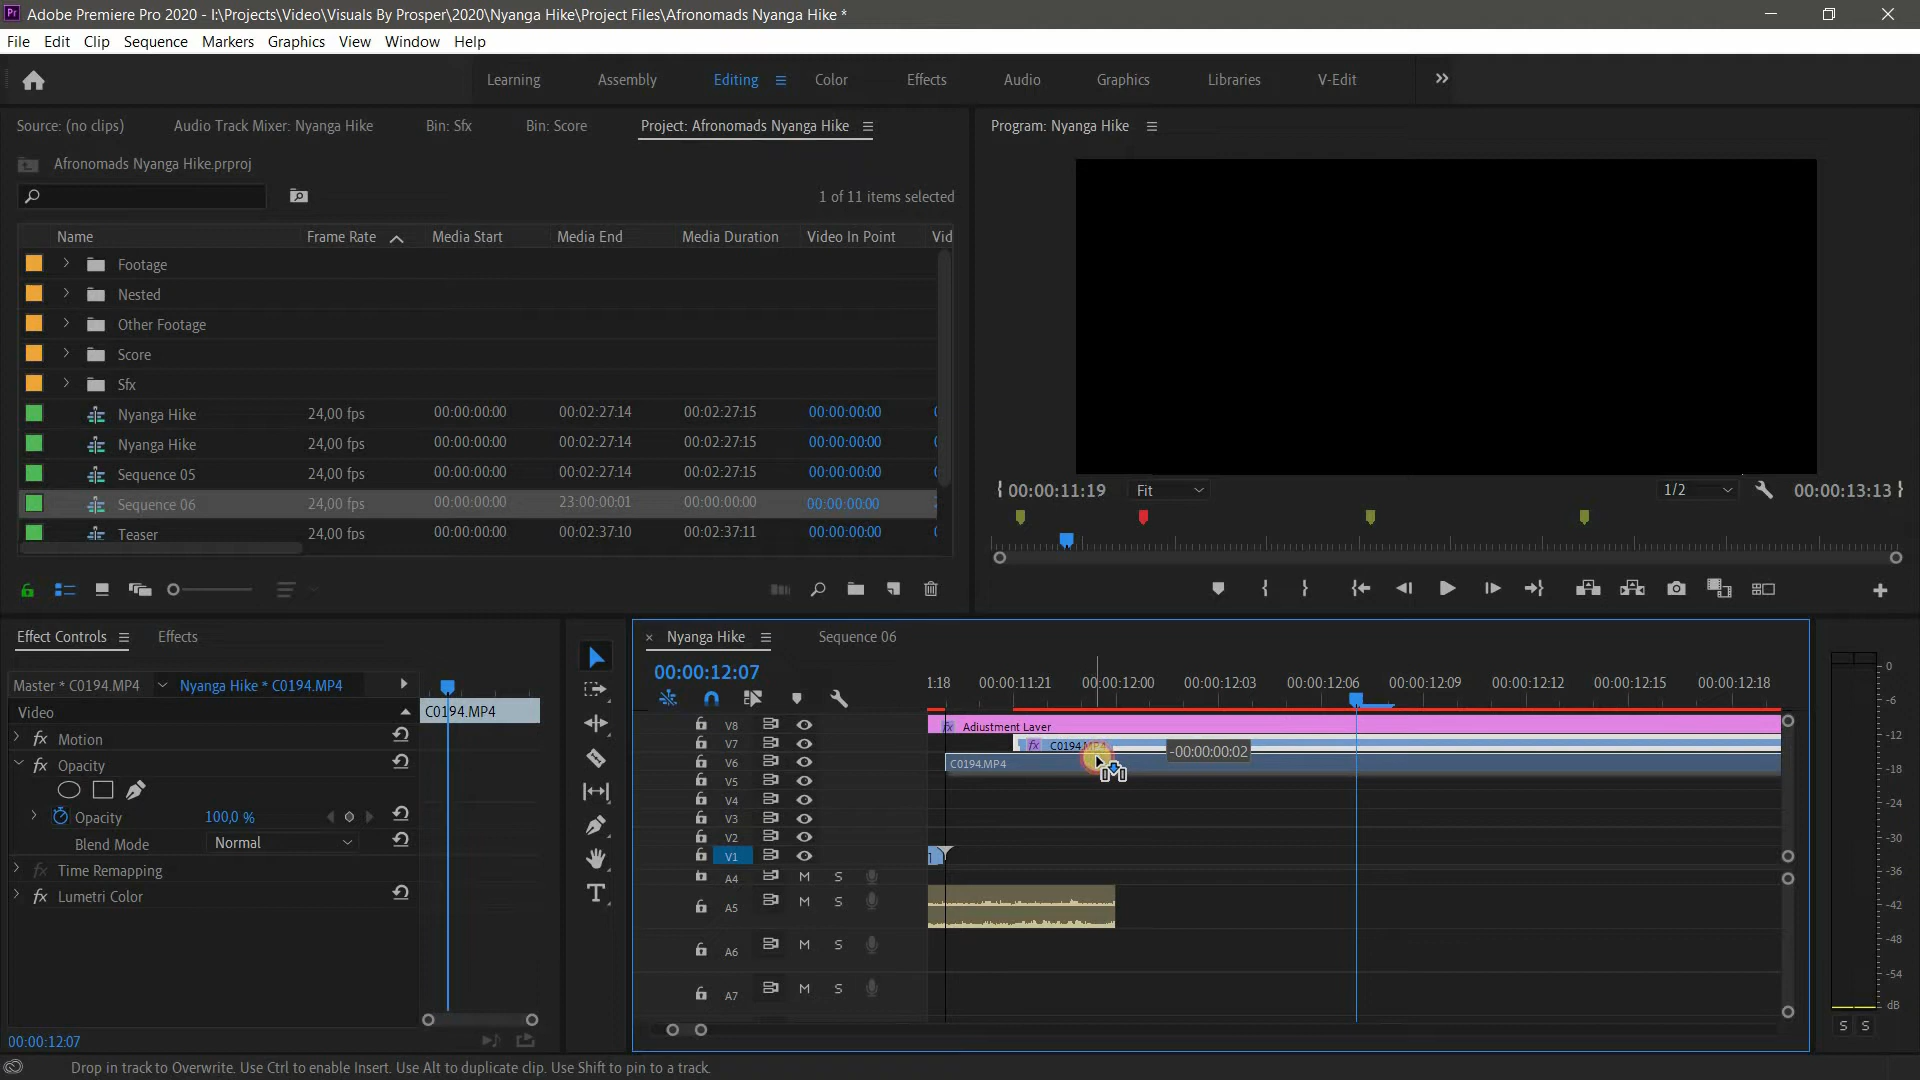 Adobe Premiere Pro 2020 - I:\Projects\Video\Visuals By Prosper\2020\Nyanga Hike\Project Files\Afronomads Nyanga Hike *
File Edit Clip Sequence Markers Graphics View Window Help
Learning Assembly Editing Color Effects Audio Graphics Libraries V-Edit
Source: (no clips) Audio Track Mixer: Nyanga Hike Bin: Sfx Bin: Score Project: Afronomads Nyanga Hike
Program: Nyanga Hike
Afronomads Nyanga Hike.prproj
1 of 11 items selected
Name Frame Rate Media Start Media End Media Duration Video In Point Vid
Footage
Nested
Other Footage
Score
Sfx
Nyanga Hike 24,00 fps 00:00:00:00 00:02:27:14 00:02:27:15 00:00:00:00
Nyanga Hike 24,00 fps 00:00:00:00 00:02:27:14 00:02:27:15 00:00:00:00
Sequence 05 24,00 fps 00:00:00:00 00:02:27:14 00:02:27:15 00:00:00:00
Sequence 06 24,00 fps 00:00:00:00 23:00:00:01 00:00:00:00 00:00:00:00
Teaser 24,00 fps 00:00:00:00 00:02:37:10 00:02:37:11 00:00:00:00
00:00:11:19 Fit 1/2 00:00:13:13
Effect Controls Effects
Master * C0194.MP4 Nyanga Hike * C0194.MP4
C0194.MP4
Video
fx Motion
fx Opacity
Opacity 100,0 %
Blend Mode Normal
fx Time Remapping
fx Lumetri Color
00:00:12:07
Nyanga Hike Sequence 06
00:00:12:07
1:18 00:00:11:21 00:00:12:00 00:00:12:03 00:00:12:06 00:00:12:09 00:00:12:12 00:00:12:15 00:00:12:18
V8 fx Adjustment Layer
V7 fx C0194.MP4 -00:00:00:02
V6 C0194.MP4
V5
V4
V3
V2
V1
A4 M S
A5 M S
A6 M S
A7 M S
0
-6
-12
-18
-24
-30
-36
-42
-48
-54
dB
S S
Drop in track to Overwrite. Use Ctrl to enable Insert. Use Alt to duplicate clip. Use Shift to pin to a track.